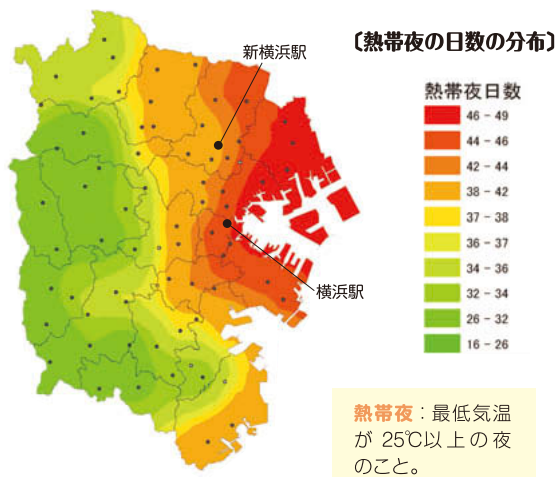 〔熱帯夜の日数の分布〕
新横浜駅
熱帯夜日数
46 - 49
44 - 46
42 - 44
38 - 42
37 - 38
36 - 37
34 - 36
32 - 34
26 - 32
16 - 26
横浜駅
熱帯夜：最低気温
が 25℃以上の夜
のこと。